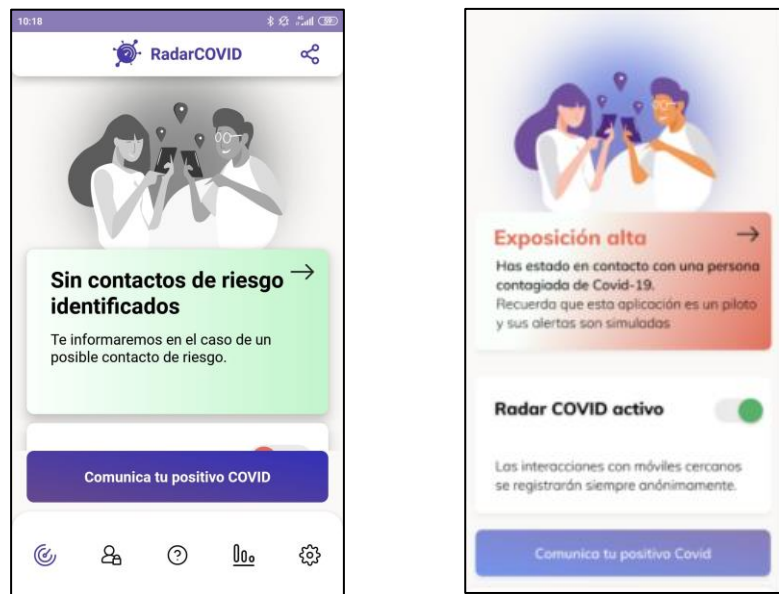 10:18
RadarCOVID
Sin contactos de riesgo
identificados
Te informaremos en el caso de un
posible contacto de riesgo.
Comunica tu positivo COVID
Exposición alta
Has estado en contacto con una persona
contagiada de Covid-19.
Recuerda que esta aplicación es un piloto
y sus alertas son simuladas
Radar COVID activo
Las interacciones con móviles cercanos
se registrarán siempre anónimamente.
Comunica tu positivo Covid